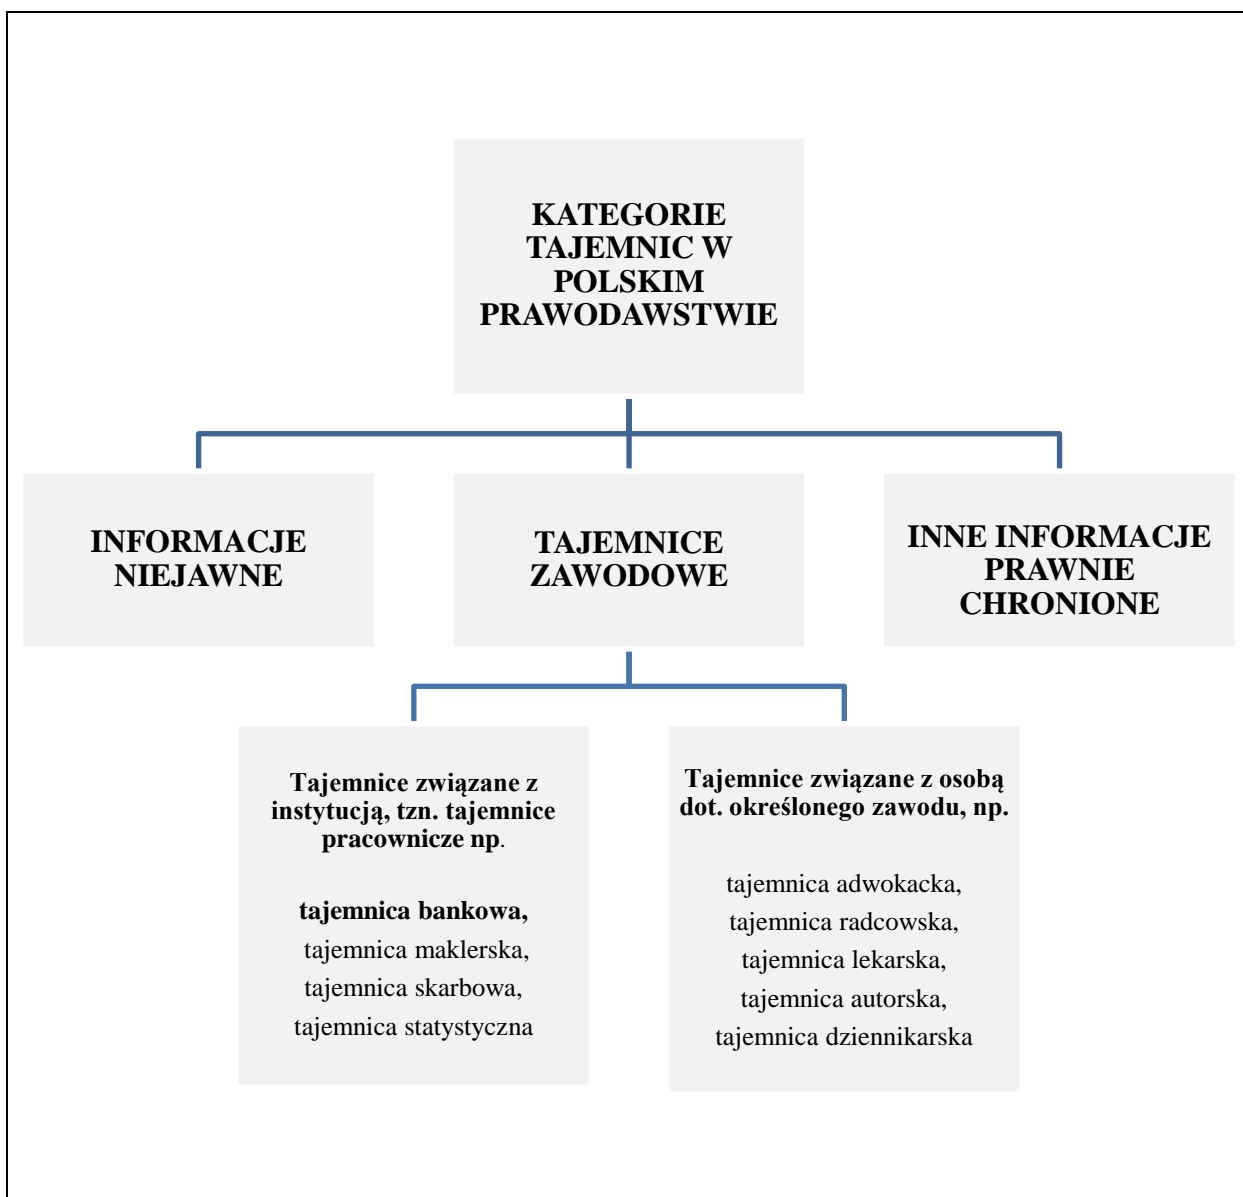 KATEGORIE
TAJEMNIC W
POLSKIM
PRAWODAWSTWIE
INFORMACJE
NIEJAWNE
TAJEMNICE
ZAWODOWE
INNE INFORMACJE
PRAWNIE
CHRONIONE
Tajemnice związane z
instytucją, tzn. tajemnice
pracownicze np.
tajemnica bankowa,
tajemnica maklerska,
tajemnica skarbowa,
tajemnica statystyczna
Tajemnice związane z osobą
dot. określonego zawodu, np.
tajemnica adwokacka,
tajemnica radcowska,
tajemnica lekarska,
tajemnica autorska,
tajemnica dziennikarska